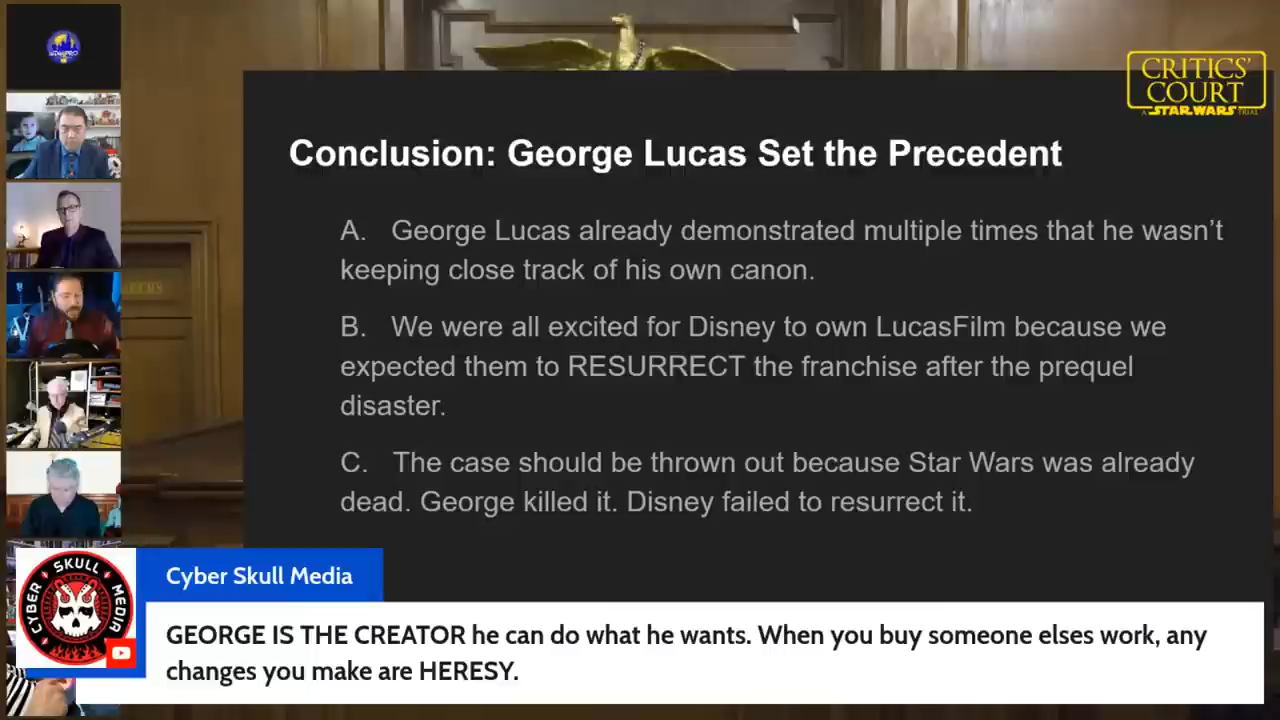 CRITICS'
COURT
A STAR WARS TRIAL
Conclusion: George Lucas Set the Precedent
A. George Lucas already demonstrated multiple times that he wasn’t
keeping close track of his own canon.
B. We were all excited for Disney to own LucasFilm because we
expected them to RESURRECT the franchise after the prequel
disaster.
C. The case should be thrown out because Star Wars was already
dead. George killed it. Disney failed to resurrect it.
CYBER SKULL MEDIA
Cyber Skull Media
GEORGE IS THE CREATOR he can do what he wants. When you buy someone elses work, any
changes you make are HERESY.